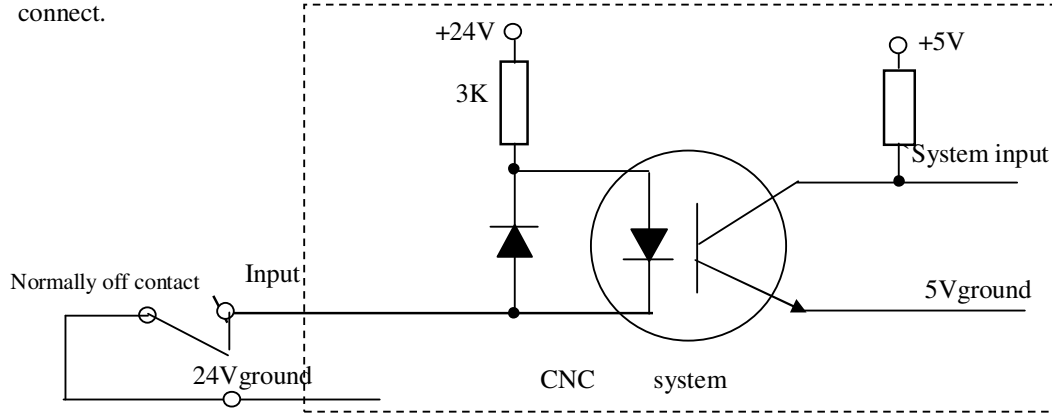 connect.
+24V
+5V
3K
`System input
Normally off contact
Input
5Vground
24Vground
CNC system